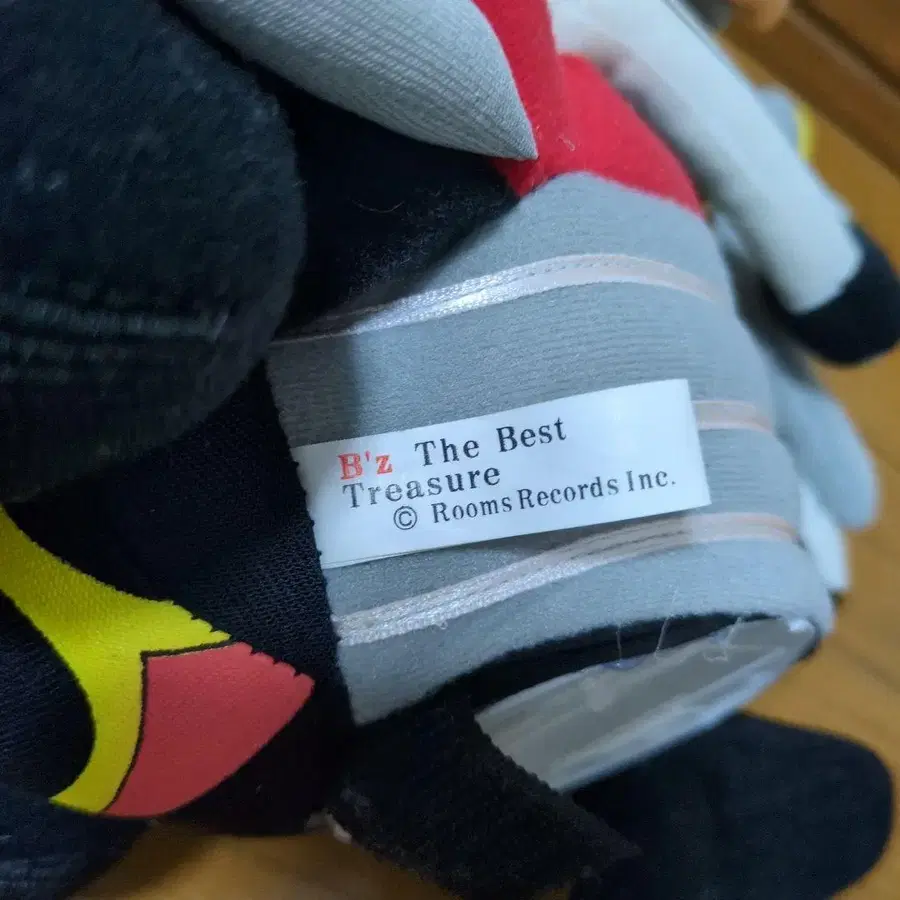 B'z The Best
Treasure
© Rooms Records Inc.